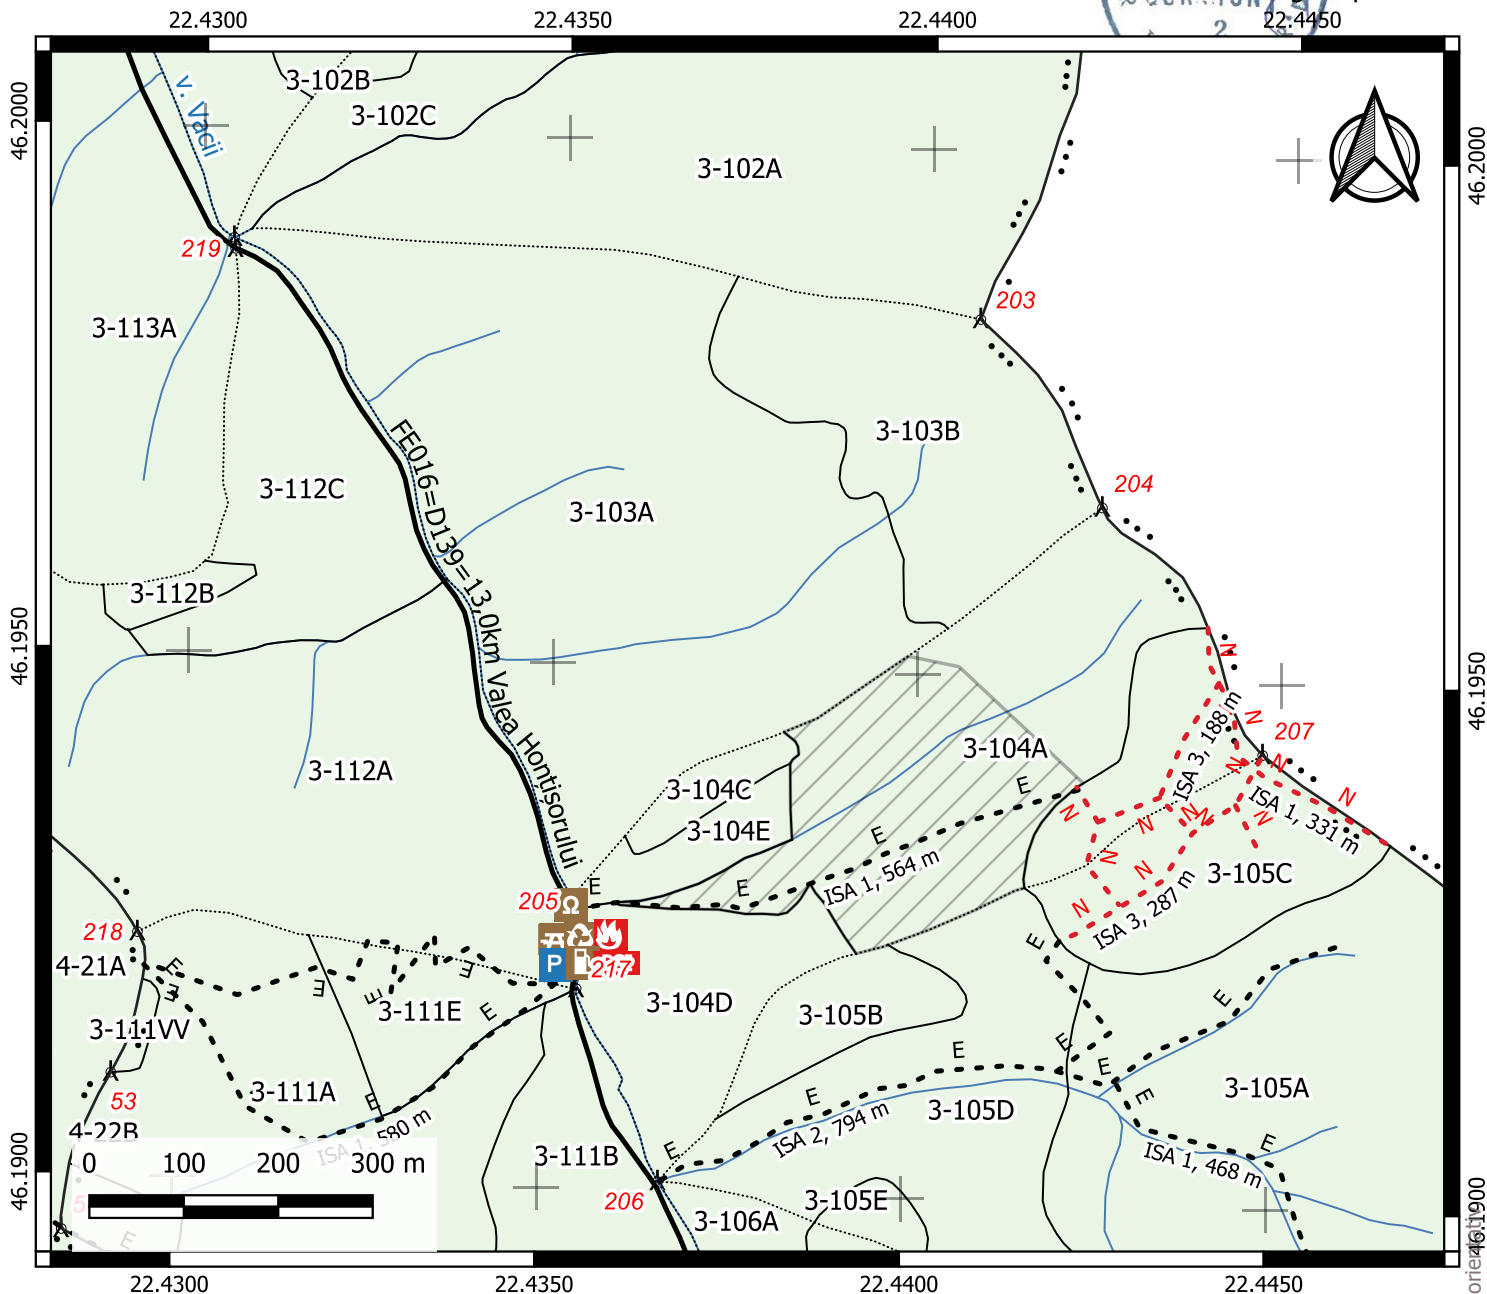 22.4300
22.4350
22.4400
22.4450
2
46.2000
46.2000
46.1950
46.1950
46.1900
46.1900
3-102B
3-102C
v. Vacii
3-102A
219
203
3-113A
3-103B
204
3-112C
3-103A
FE016=D139=13,0km Valea Hontisorului
3-112B
N
207
3-104A
ISA 3, 188 m
N
N
N
3-112A
3-104C
E
N
N
ISA 1, 331 m
3-104E
E
N
N
N
N
ISA 1, 564 m
N
N
3-105C
205
Ω
E
E
N
ISA 3, 287 m
218
P
217
E
4-21A
E
E
E
E
E
3-111E
E
3-104D
3-105B
E
3-111VV
E
E
E
3-111A
E
E
3-105D
E
3-105A
53
ISA 1, 580 m
ISA 2, 794 m
4-22B
E
E
ISA 1, 468 m
0 100 200 300 m
3-111B
206
3-105E
3-106A
5
E
22.4300
22.4350
22.4400
22.4450